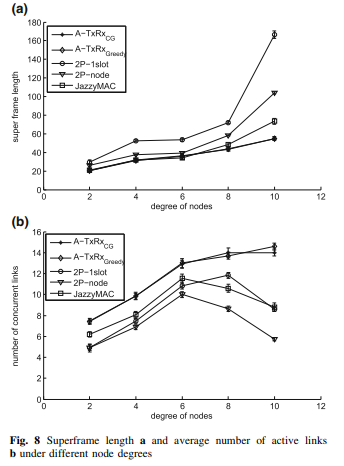 (a)
180
160
140
120
100
80
60
40
20
0
super frame length
A-TxRxCG
A-TxRxGreedy
2P-1slot
2P-node
JazzyMAC
0 2 4 6 8 10 12
degree of nodes
(b)
16
14
12
10
8
6
4
2
0
number of concurrent links
A-TxRxCG
A-TxRxGreedy
2P-1slot
2P-node
JazzyMAC
0 2 4 6 8 10 12
degree of nodes
Fig. 8 Superframe length a and average number of active links
b under different node degrees